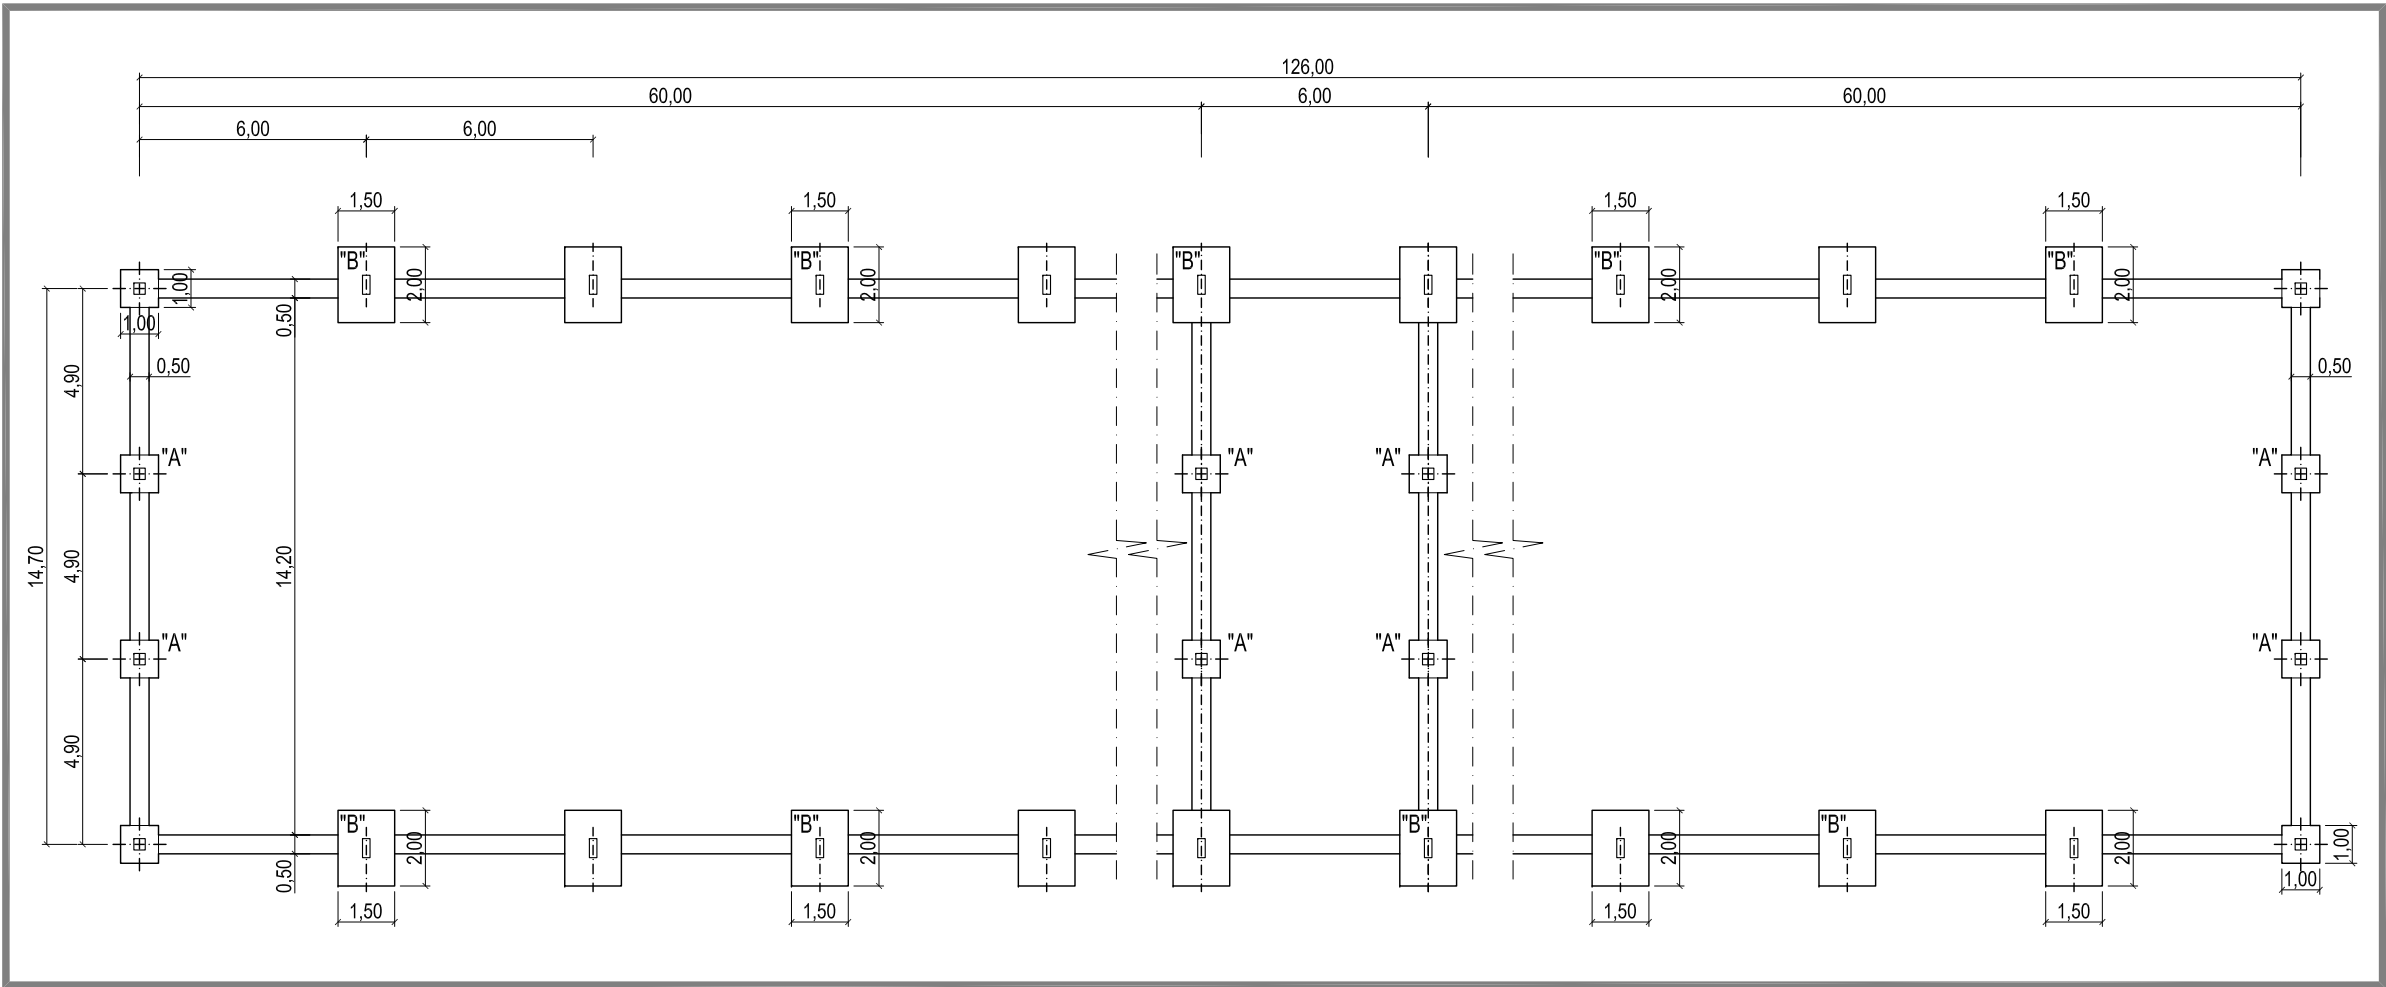 126,00
60,00 6,00 60,00
6,00 6,00
1,50 1,50 1,50 1,50
"B" "B" "B" "B" "B"
1,00 2,00 2,00 2,00 2,00
1,00 0,50
4,90 0,50 0,50
"A" "A" "A" "A"
14,70 4,90 14,20
"A" "A" "A" "A"
4,90
"B" "B" "B" "B"
2,00 2,00 2,00 2,00 1,00
0,50 1,00
1,50 1,50 1,50 1,50